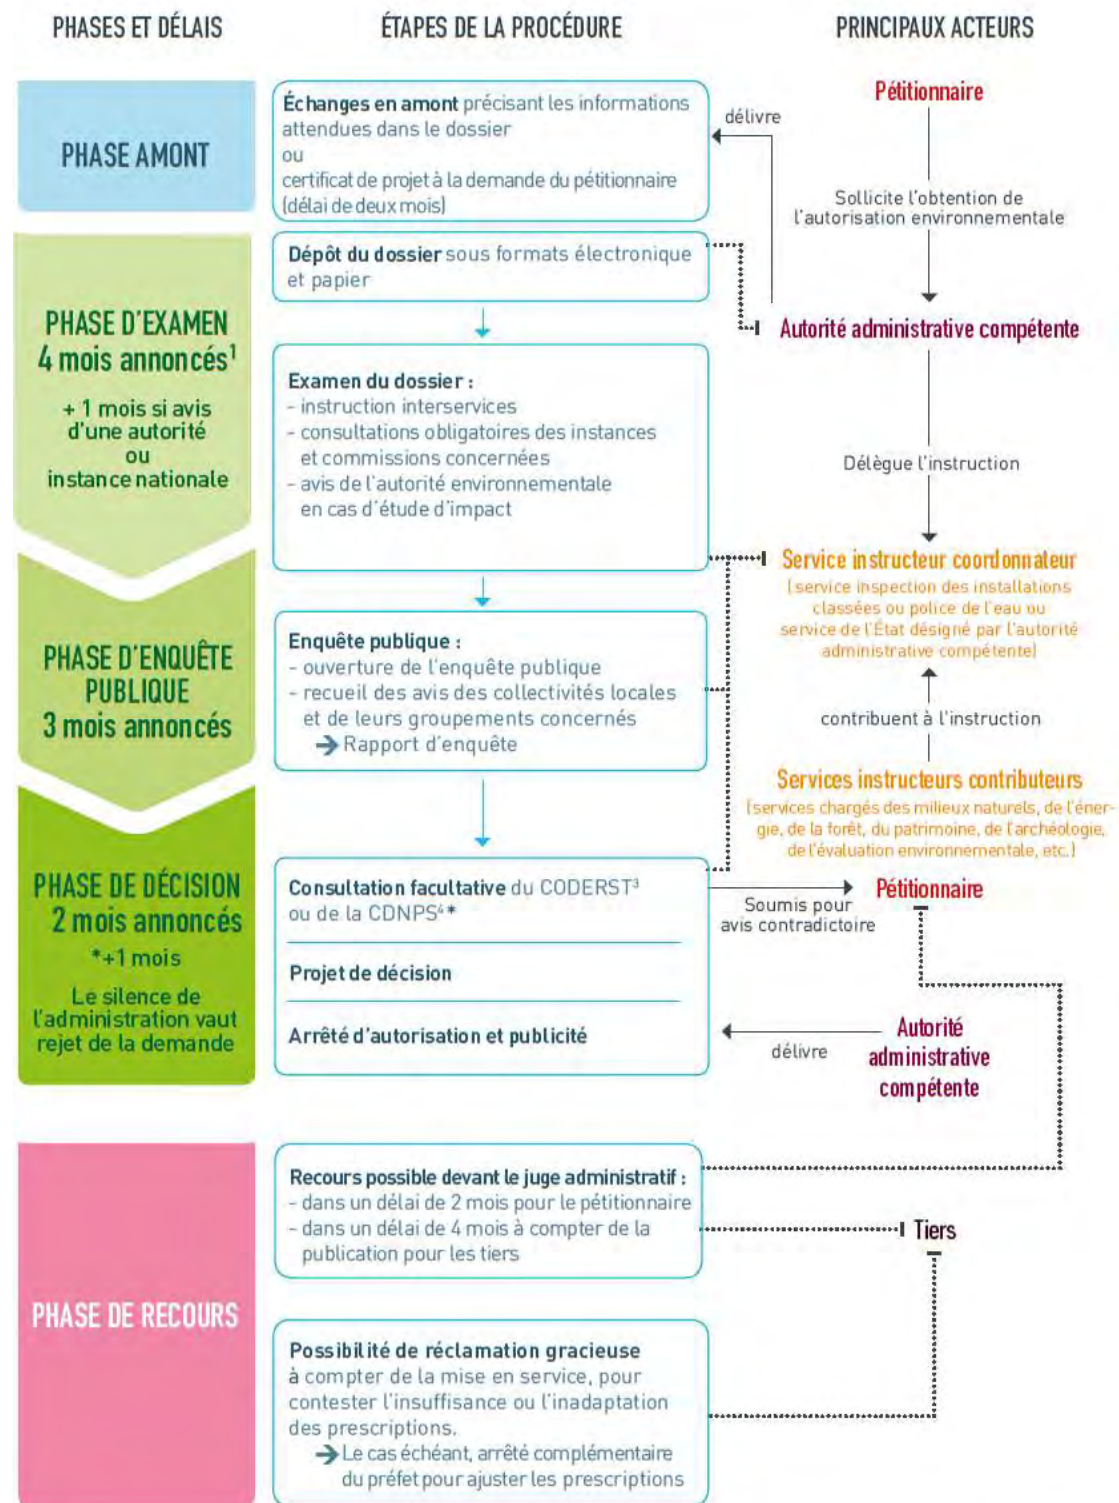 PHASES ET DÉLAIS
ÉTAPES DE LA PROCÉDURE
PRINCIPAUX ACTEURS
PHASE AMONT
Échanges en amont précisant les informations
attendues dans le dossier
ou
certificat de projet à la demande du pétitionnaire
(délai de deux mois)
délivre
Pétitionnaire
Sollicite l'obtention de
l'autorisation environnementale
PHASE D'EXAMEN
4 mois annoncés¹
+ 1 mois si avis
d'une autorité
ou
instance nationale
Dépôt du dossier sous formats électronique
et papier
Autorité administrative compétente
Examen du dossier :
- instruction interservices
- consultations obligatoires des instances
et commissions concernées
- avis de l'autorité environnementale
en cas d'étude d'impact
Délègue l'instruction
Service instructeur coordonnateur
(service inspection des installations
classées ou police de l'eau ou
service de l'État désigné par l'autorité
administrative compétente)
PHASE D'ENQUÊTE
PUBLIQUE
3 mois annoncés
Enquête publique :
- ouverture de l'enquête publique
- recueil des avis des collectivités locales
et de leurs groupements concernés
→ Rapport d'enquête
contribuent à l'instruction
Services instructeurs contributeurs
(services chargés des milieux naturels, de l'éner-
gie, de la forêt, du patrimoine, de l'archéologie,
de l'évaluation environnementale, etc.)
PHASE DE DÉCISION
2 mois annoncés
*+1 mois
Le silence de
l'administration vaut
rejet de la demande
Consultation facultative du CODERST³
ou de la CDNPS⁴*
Projet de décision
Arrêté d'autorisation et publicité
Soumis pour
avis contradictoire
Pétitionnaire
délivre
Autorité
administrative
compétente
PHASE DE RECOURS
Recours possible devant le juge administratif :
- dans un délai de 2 mois pour le pétitionnaire
- dans un délai de 4 mois à compter de la
publication pour les tiers
Tiers
Possibilité de réclamation gracieuse
à compter de la mise en service, pour
contester l'insuffisance ou l'inadaptation
des prescriptions.
→ Le cas échéant, arrêté complémentaire
du préfet pour ajuster les prescriptions